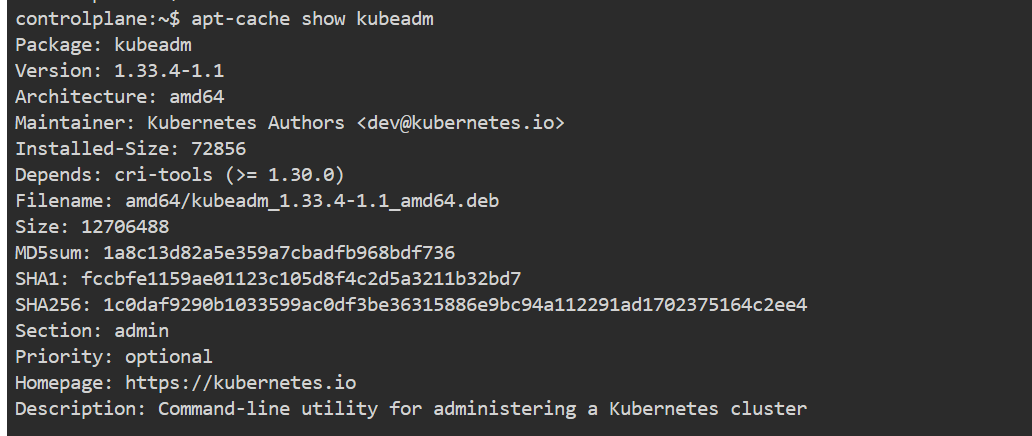 controlplane:~$ apt-cache show kubeadm
Package: kubeadm
Version: 1.33.4-1.1
Architecture: amd64
Maintainer: Kubernetes Authors <dev@kubernetes.io>
Installed-Size: 72856
Depends: cri-tools (>= 1.30.0)
Filename: amd64/kubeadm_1.33.4-1.1_amd64.deb
Size: 12706488
MD5sum: 1a8c13d82a5e359a7cbadfb968bdf736
SHA1: fccbfe1159ae01123c105d8f4c2d5a3211b32bd7
SHA256: 1c0daf9290b1033599ac0df3be36315886e9bc94a112291ad1702375164c2ee4
Section: admin
Priority: optional
Homepage: https://kubernetes.io
Description: Command-line utility for administering a Kubernetes cluster